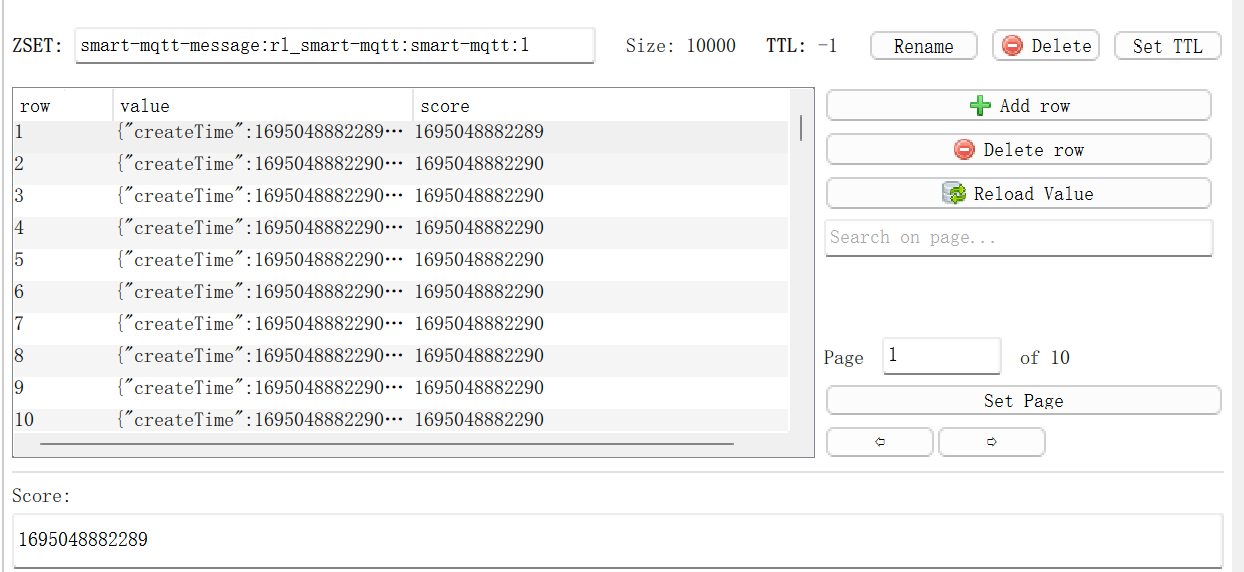 ZSET: smart-mqtt-message:rl_smart-mqtt:smart-mqtt:1 Size: 10000 TTL: -1 Rename Delete Set TTL
row value score
1 {"createTime":1695048882289··· 1695048882289
2 {"createTime":1695048882290··· 1695048882290
3 {"createTime":1695048882290··· 1695048882290
4 {"createTime":1695048882290··· 1695048882290
5 {"createTime":1695048882290··· 1695048882290
6 {"createTime":1695048882290··· 1695048882290
7 {"createTime":1695048882290··· 1695048882290
8 {"createTime":1695048882290··· 1695048882290
9 {"createTime":1695048882290··· 1695048882290
10 {"createTime":1695048882290··· 1695048882290
Add row
Delete row
Reload Value
Search on page...
Page 1 of 10
Set Page
⇦ ⇨
Score:
1695048882289